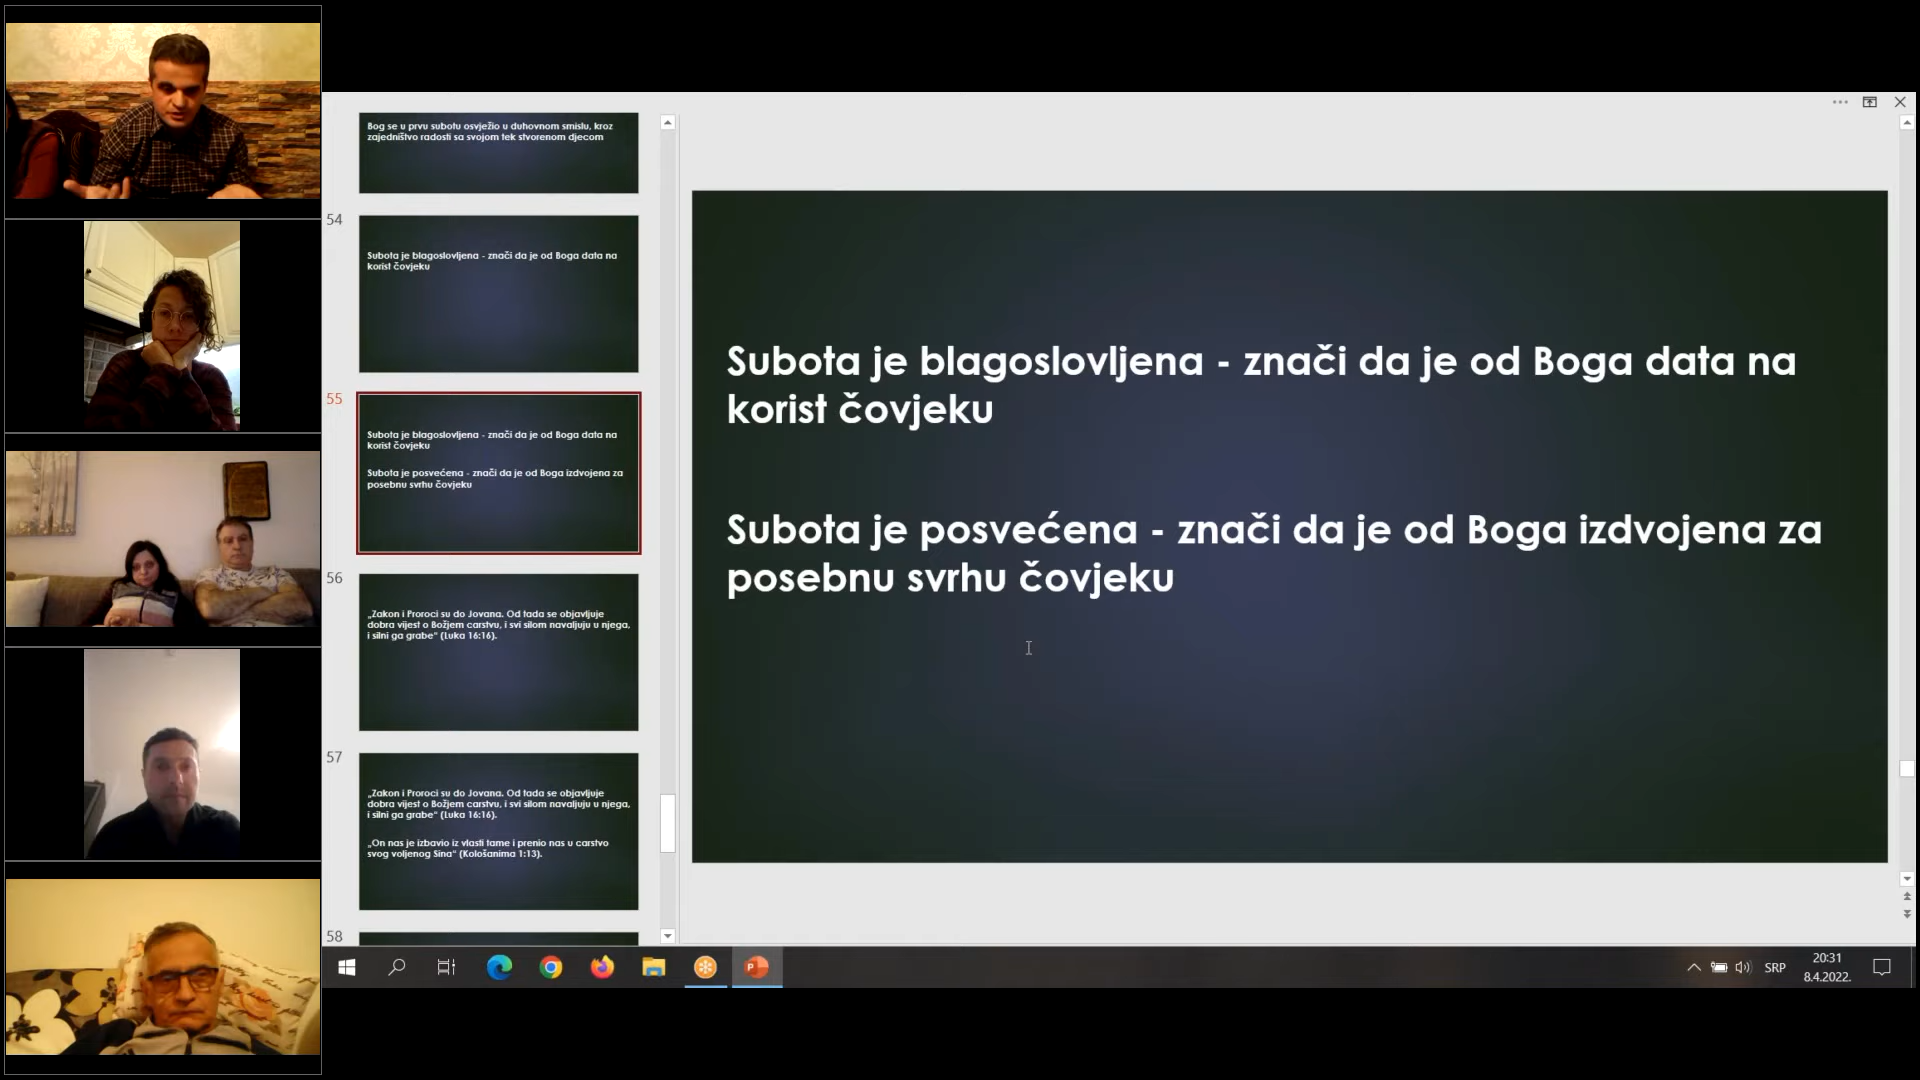 Bog se u prvu subotu osvježio u duhovnom smislu, kroz
zajedništvo radosti sa svojom tek stvorenom djecom
54
Subota je blagoslovljena - znači da je od Boga data na
korist čovjeku
55
Subota je blagoslovljena - znači da je od Boga data na
korist čovjeku
Subota je posvećena - znači da je od Boga izdvojena za
posebnu svrhu čovjeku
56
„Zakon i Proroci su do Jovana. Od tada se objavljuje
dobra vijest o Božjem carstvu, i svi silom navaljuju u njega,
i silni ga grabe“ (Luka 16:16).
57
„Zakon i Proroci su do Jovana. Od tada se objavljuje
dobra vijest o Božjem carstvu, i svi silom navaljuju u njega,
i silni ga grabe“ (Luka 16:16).
„On nas je izbavio iz vlasti tame i prenio nas u carstvo
svog voljenog Sina“ (Kološanima 1:13).
58
Subota je blagoslovljena - znači da je od Boga data na
korist čovjeku
Subota je posvećena - znači da je od Boga izdvojena za
posebnu svrhu čovjeku
P
SRP
20:31
8.4.2022.